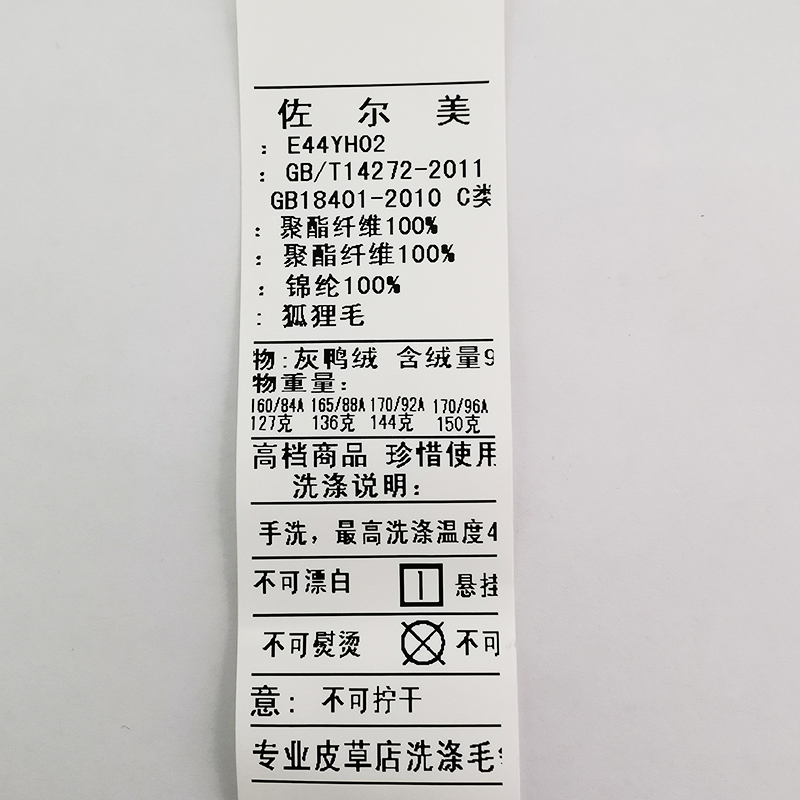 佐尔美
: E44YH02
: GB/T14272-2011
GB18401-2010 C类
: 聚酯纤维100%
: 聚酯纤维100%
: 锦纶100%
: 狐狸毛
物:灰鸭绒 含绒量9
物重量:
160/84A 165/88A 170/92A 170/96A
127克 136克 144克 150克
高档商品 珍惜使用
洗涤说明:
手洗，最高洗涤温度4
不可漂白 悬挂
不可熨烫 不可
意: 不可拧干
专业皮草店洗涤毛